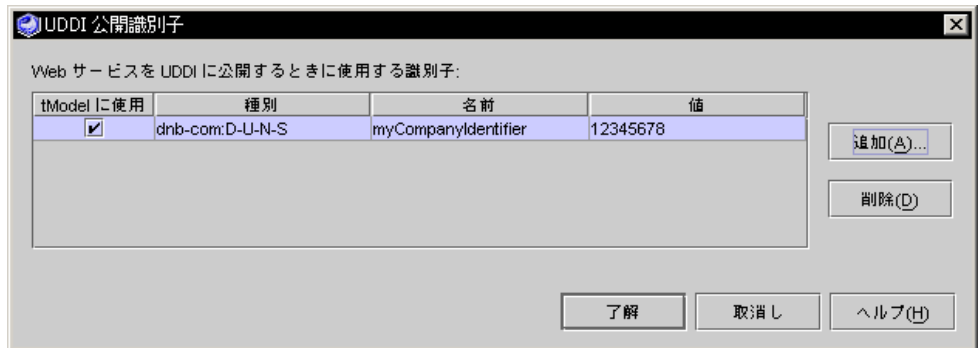 UDDI 公開識別子
Web サービスを UDDI に公開するときに使用する識別子:
tModel に使用 種別 名前 値
dnb-com:D-U-N-S myCompanyIdentifier 12345678
追加(A)...
削除(D)
了解 取消し ヘルプ(H)